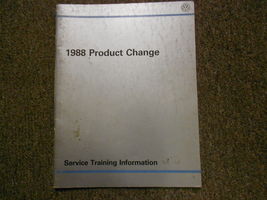 1988 Product Change
Service Training Information